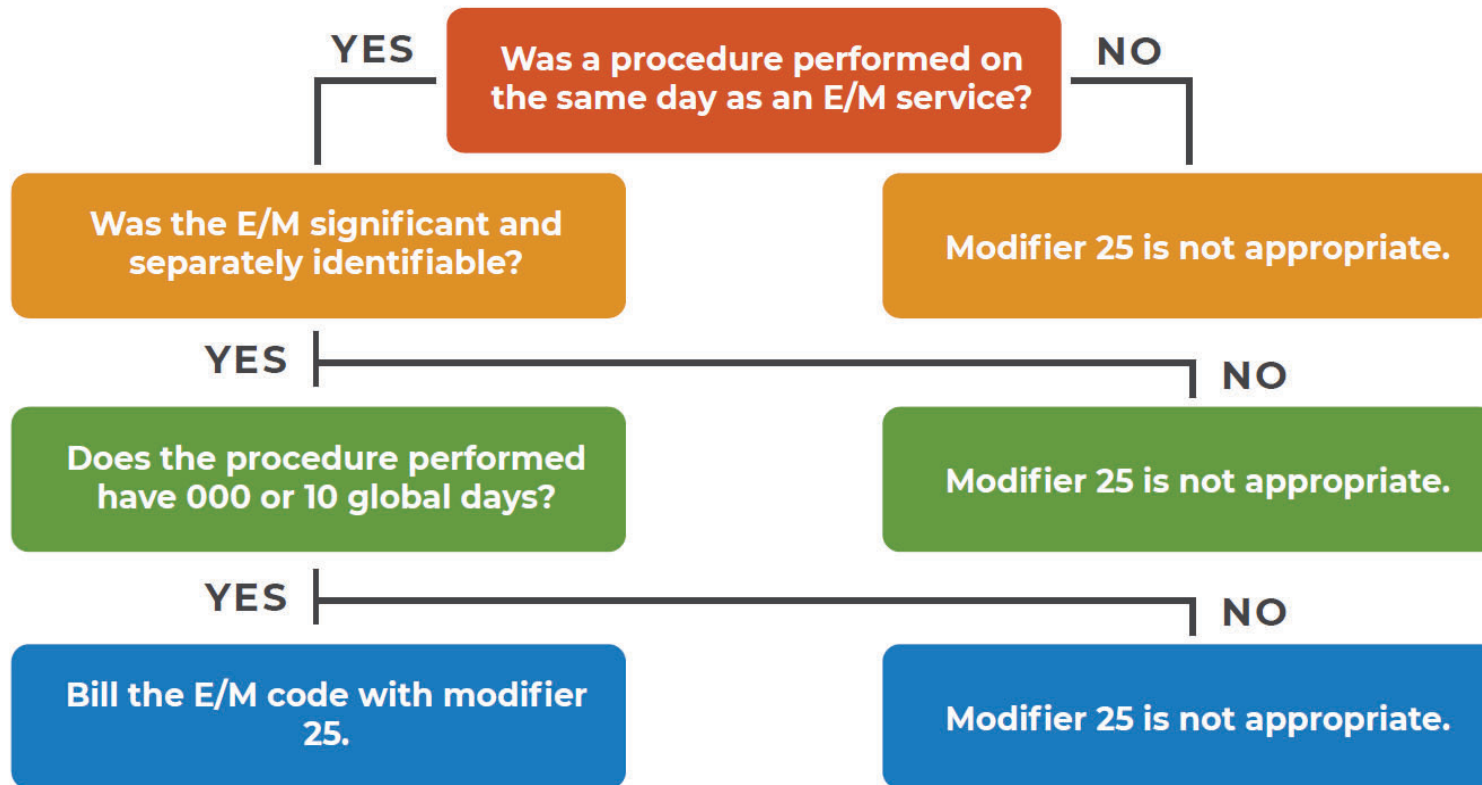 YES
Was a procedure performed on
the same day as an E/M service?
NO
Was the E/M significant and
separately identifiable?
Modifier 25 is not appropriate.
YES
NO
Does the procedure performed
have 000 or 10 global days?
Modifier 25 is not appropriate.
YES
NO
Bill the E/M code with modifier
25.
Modifier 25 is not appropriate.